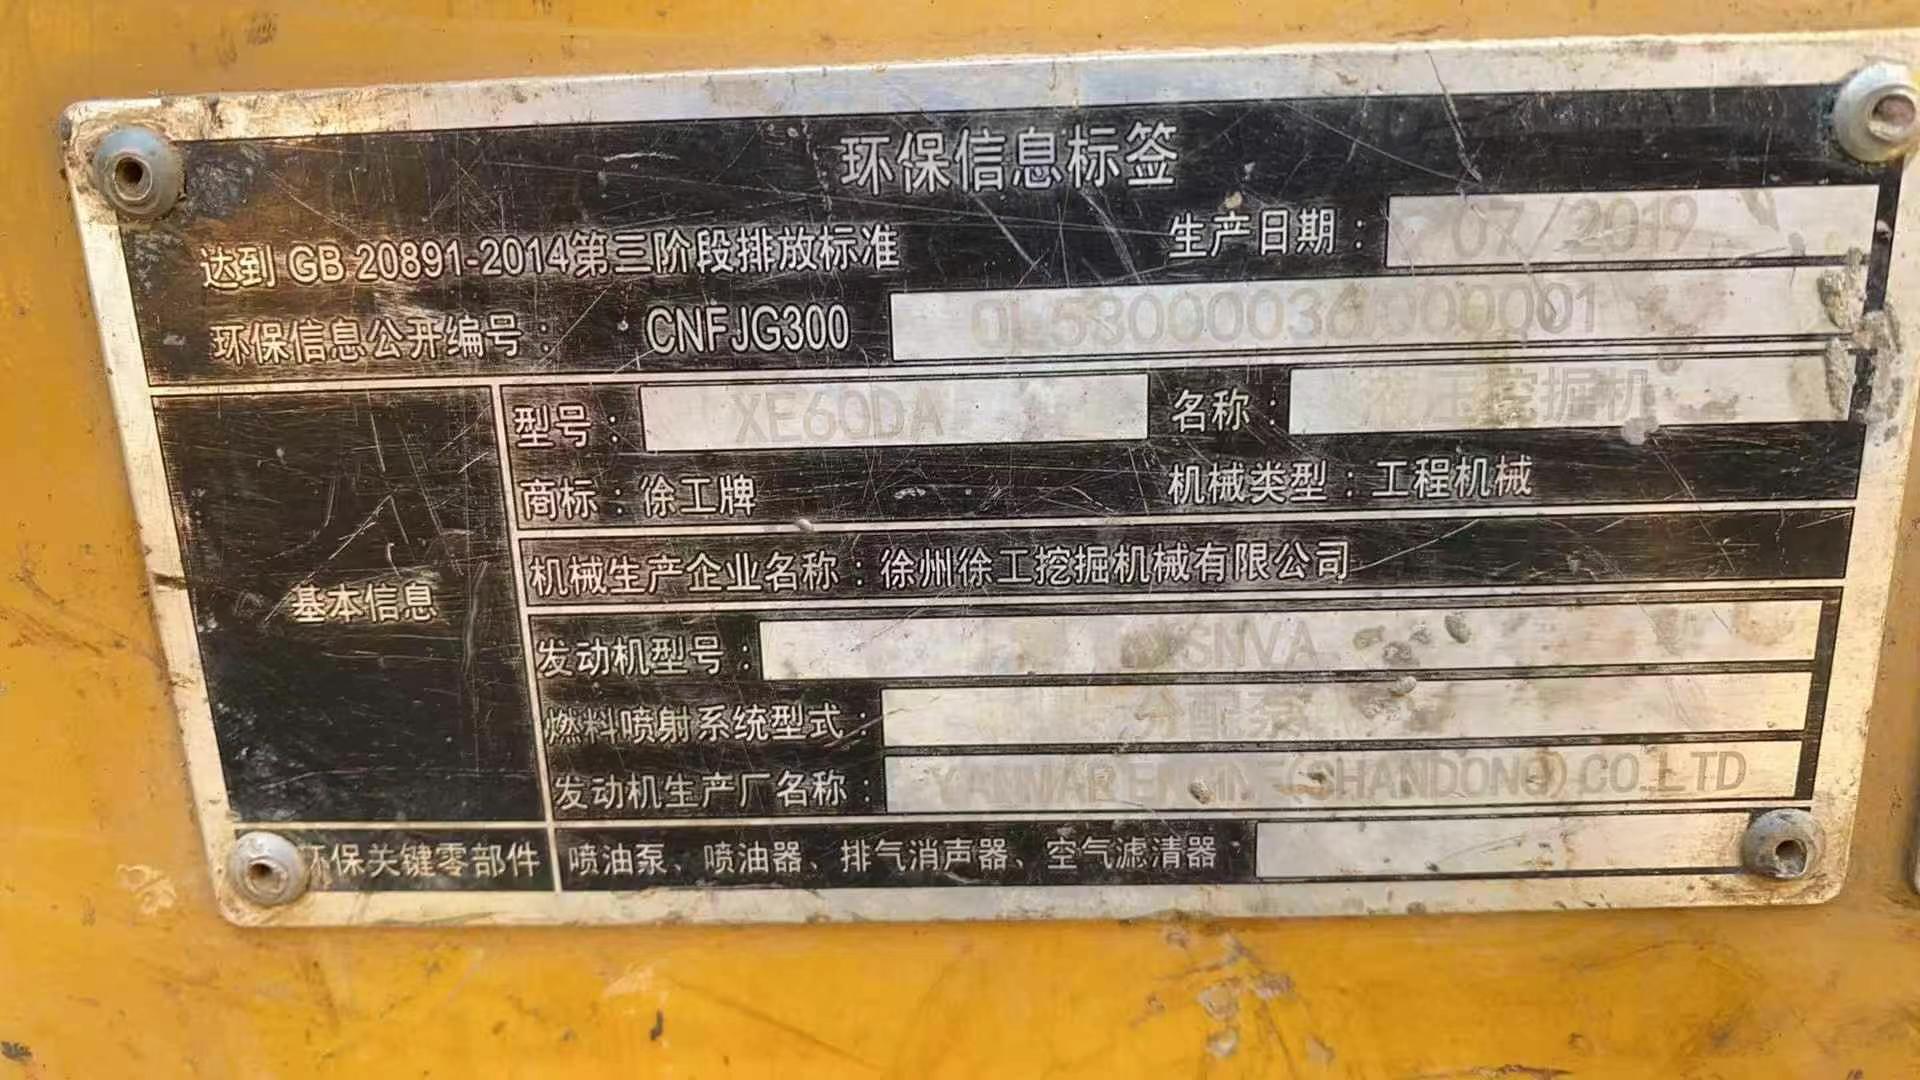 环保信息标签
达到 GB 20891-2014第三阶段排放标准 生产日期： 07/2019
环保信息公开编号： CNFJG300
型号： XE60DA 名称： 压挖掘机
商标：徐工牌 机械类型：工程机械
机械生产企业名称：徐州徐工挖掘机械有限公司
基本信息
发动机型号： SNVA
燃料喷射系统型式： 分配泵
发动机生产厂名称： YANMAR ENGINE(SHANDONG)CO.LTD
环保关键零部件 喷油泵、喷油器、排气消声器、空气滤清器